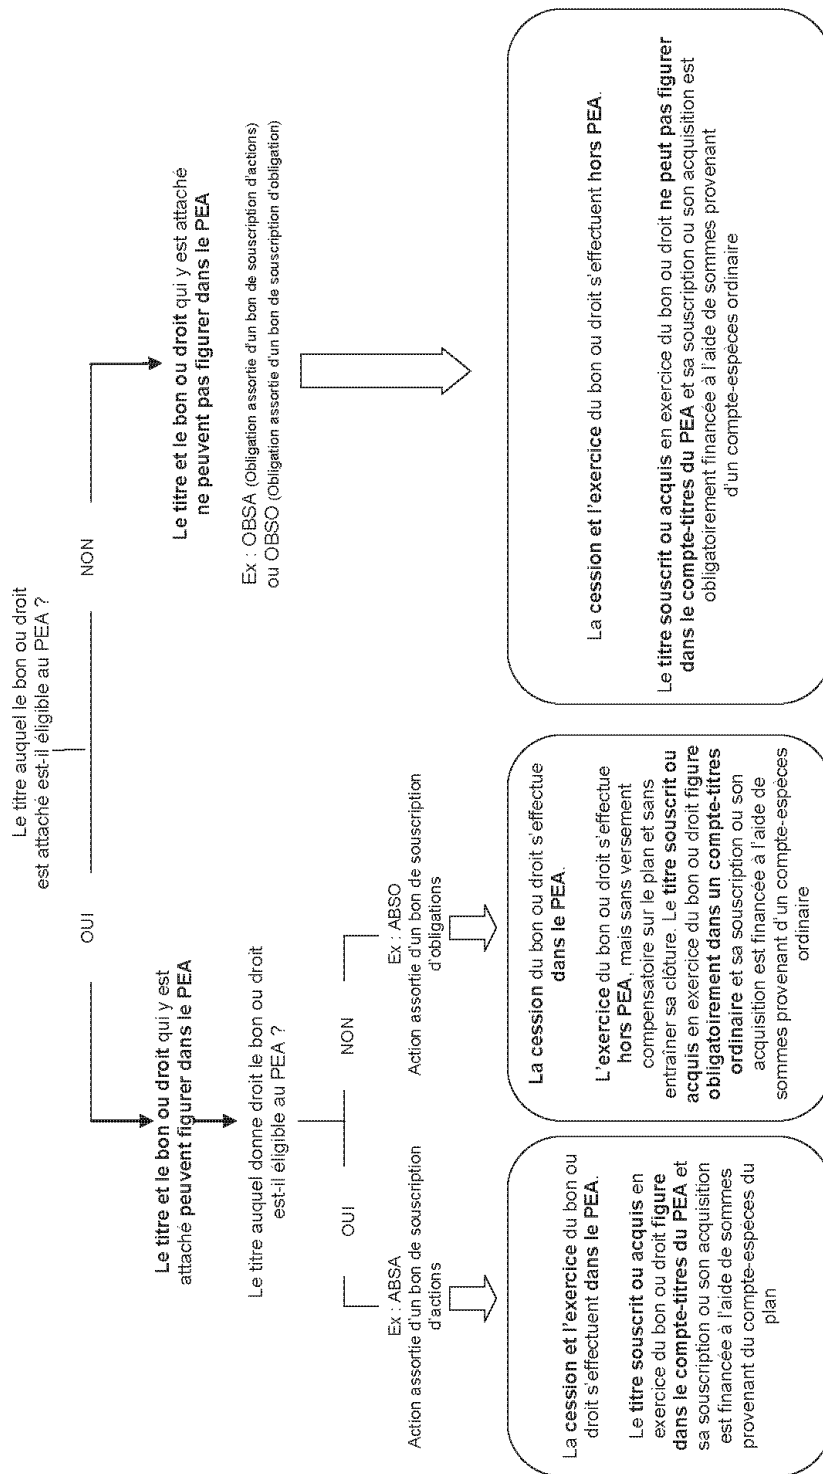 Le titre auquel le bon ou droit
est attaché est-il éligible au PEA ?
OUI
NON
Le titre et le bon ou droit qui y est
attaché peuvent figurer dans le PEA
Le titre et le bon ou droit qui y est attaché
ne peuvent pas figurer dans le PEA
Le titre auquel donne droit le bon ou droit
est-il éligible au PEA ?
Ex : OBSA (Obligation assortie d'un bon de souscription d'actions)
ou OBSO (Obligation assortie d'un bon de souscription d'obligation)
OUI
NON
Ex : ABSA
Action assortie d'un bon de souscription
d'actions
Ex : ABSO
Action assortie d'un bon de souscription
d'obligations
La cession et l'exercice du bon ou
droit s'effectuent dans le PEA.
Le titre souscrit ou acquis en
exercice du bon ou droit figure
dans le compte-titres du PEA et
sa souscription ou son acquisition
est financée à l'aide de sommes
provenant du compte-espèces du
plan
La cession du bon ou droit s'effectue
dans le PEA.
L'exercice du bon ou droit s'effectue
hors PEA, mais sans versement
compensatoire sur le plan et sans
entrainer sa clôture. Le titre souscrit ou
acquis en exercice du bon ou droit figure
obligatoirement dans un compte-titres
ordinaire et sa souscription ou son
acquisition est financée à l'aide de
sommes provenant d'un compte-espèces
ordinaire
La cession et l'exercice du bon ou droit s'effectuent hors PEA.
Le titre souscrit ou acquis en exercice du bon ou droit ne peut pas figurer
dans le compte-titres du PEA et sa souscription ou son acquisition est
obligatoirement financée à l'aide de sommes provenant
d'un compte-espèces ordinaire